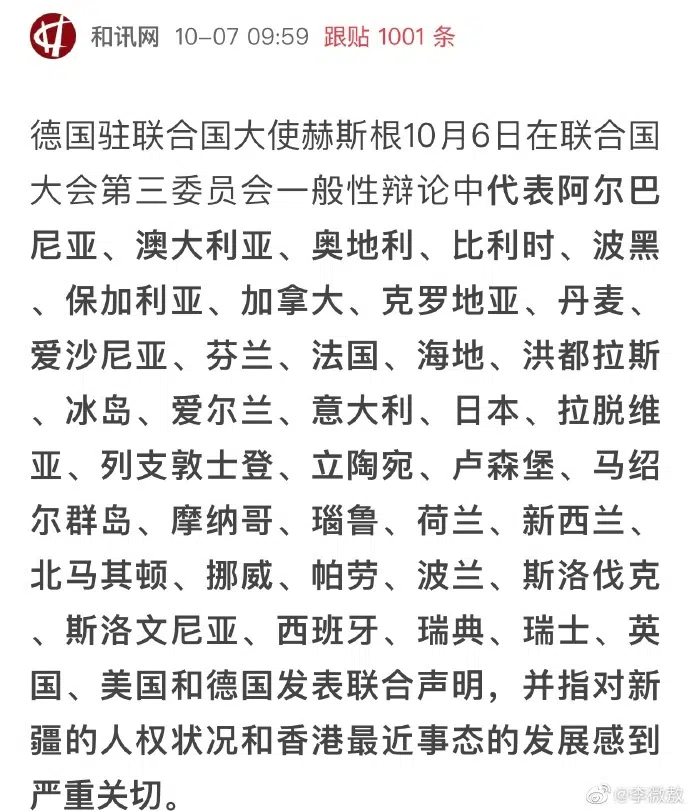 和讯网 10-07 09:59 跟贴 1001 条
德国驻联合国大使赫斯根10月6日在联合国
大会第三委员会一般性辩论中代表阿尔巴
尼亚、澳大利亚、奥地利、比利时、波黑
、保加利亚、加拿大、克罗地亚、丹麦、
爱沙尼亚、芬兰、法国、海地、洪都拉斯
、冰岛、爱尔兰、意大利、日本、拉脱维
亚、列支敦士登、立陶宛、卢森堡、马绍
尔群岛、摩纳哥、瑙鲁、荷兰、新西兰、
北马其顿、挪威、帕劳、波兰、斯洛伐克
、斯洛文尼亚、西班牙、瑞典、瑞士、英
国、美国和德国发表联合声明，并指对新
疆的人权状况和香港最近事态的发展感到
严重关切。
@李微敖